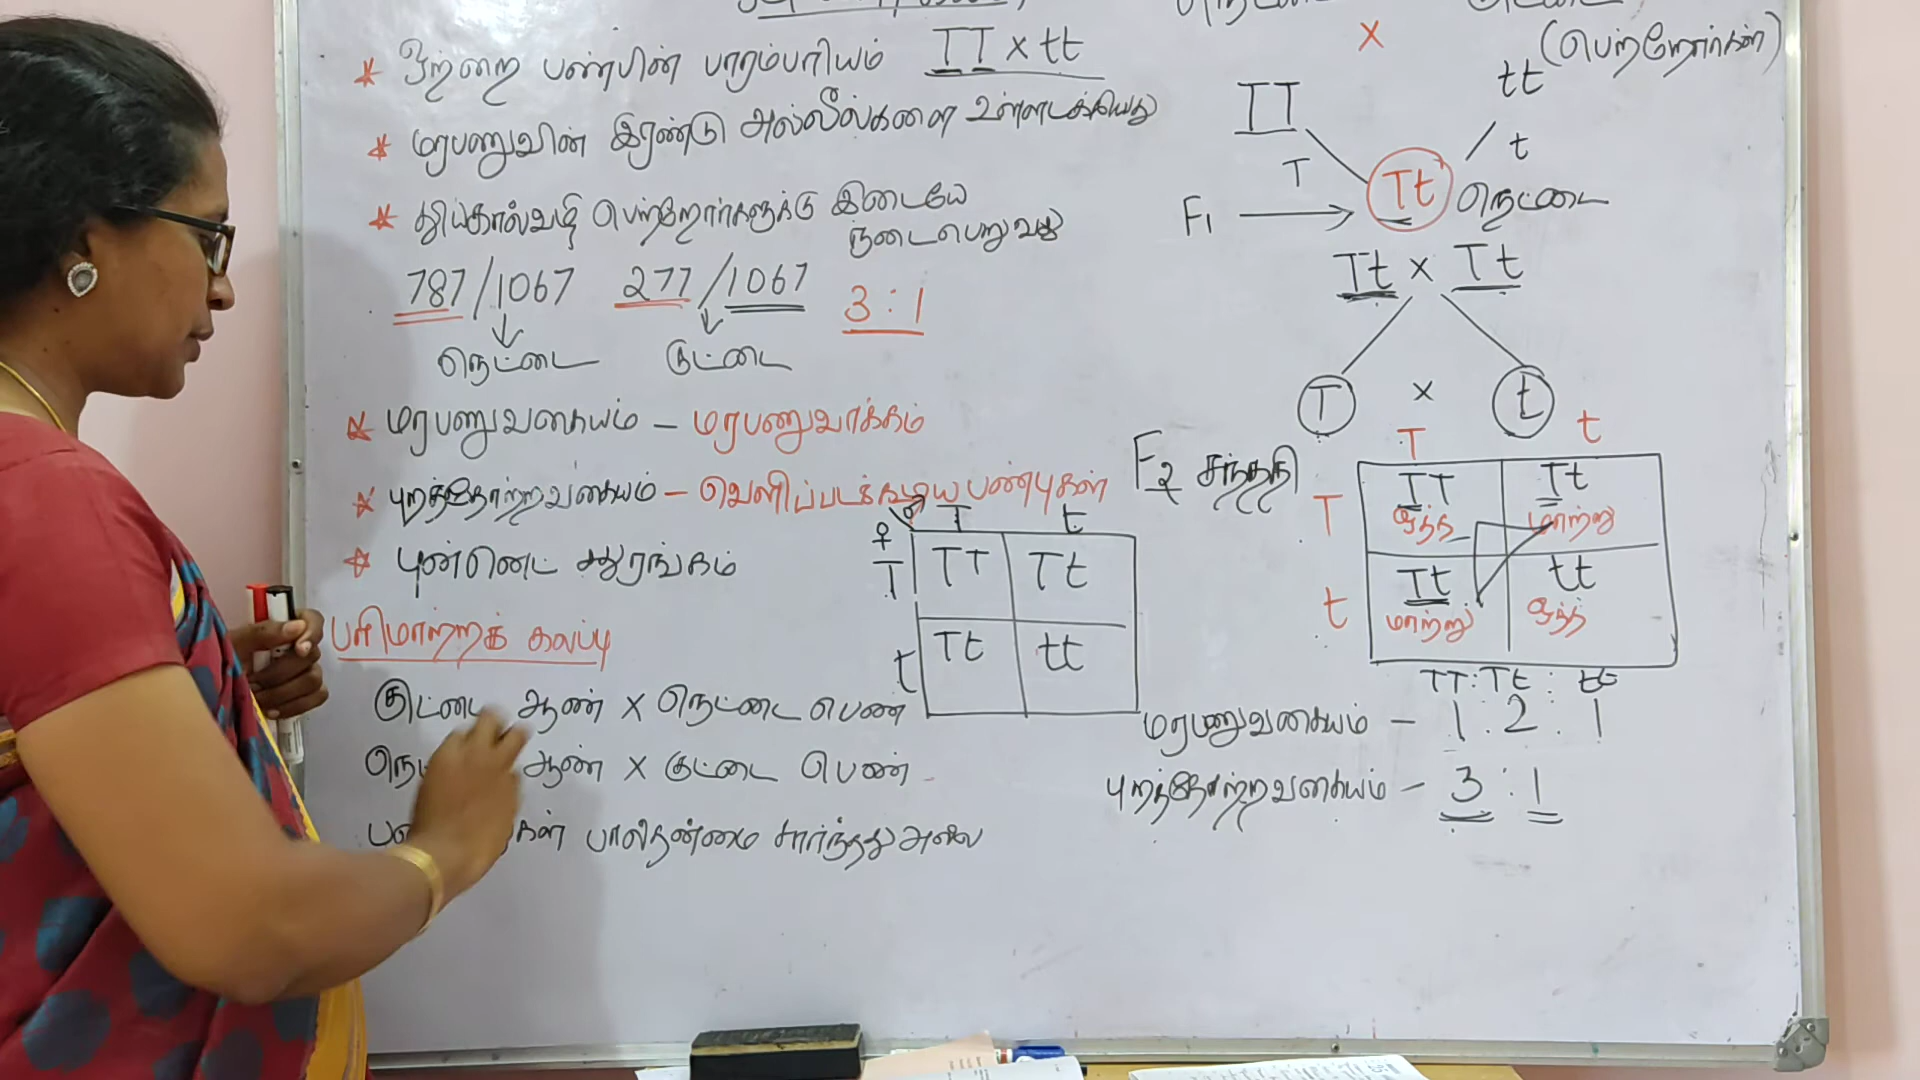 ஒற்றை பண்பின் பாரம்பரியம் TT x tt
மரபணுவின் இரண்டு அல்லீல்களை உள்ளடக்கியது
தூய்கால்வழி பெற்றோர்களுக்கு இடையே
நடைபெறுவது
787/1067 277/1067 3:1
நெட்டை குட்டை
மரபணுவகையம் – மரபணுவாக்கம்
புறத்தோற்றவகையம் – வெளிப்படக்கூடிய பண்புகள்
புன்னெட் சதுரங்கம்
♂ T t
♀
T TT Tt
t Tt tt
பரிமாற்றக் கலப்பு
குட்டை ஆண் x நெட்டை பெண்
ஆண் x குட்டை பெண்
பால்தன்மை சார்ந்தது அல்ல
x (பெற்றோர்கள்)
TT tt
T t
F1 → Tt நெட்டை
Tt x Tt
T x t
F2 சந்ததி
T t
T TT Tt
ஒத்த மாற்று
t Tt tt
மாற்று ஒத்த
TT : Tt : tt
மரபணுவகையம் – 1 : 2 : 1
புறத்தோற்றவகையம் – 3 : 1